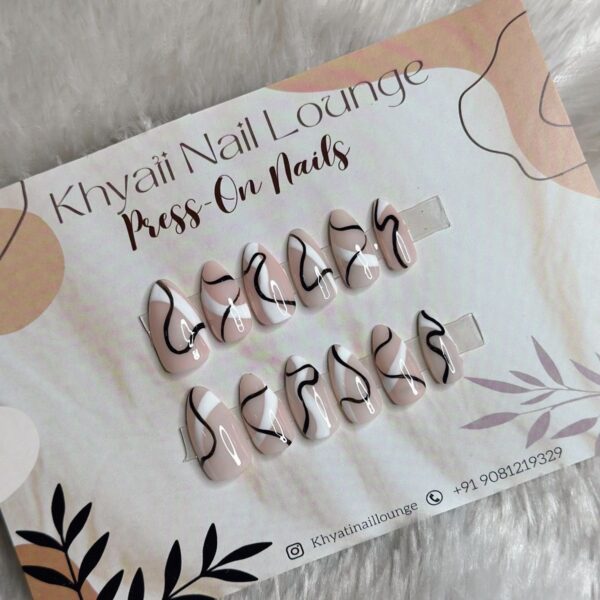 Khyati Nail Lounge
Press-On Nails
Khyatinaillounge +91 9081219329